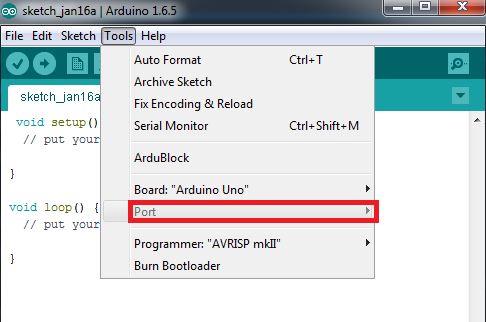 sketch_jan16a | Arduino 1.6.5
File Edit Sketch Tools Help
sketch_jan16a
Auto Format Ctrl+T
Archive Sketch
Fix Encoding & Reload
Serial Monitor Ctrl+Shift+M
ArduBlock
Board: "Arduino Uno"
Port
Programmer: "AVRISP mkII"
Burn Bootloader
void setup()
// put your
}
void loop() {
// put your
}